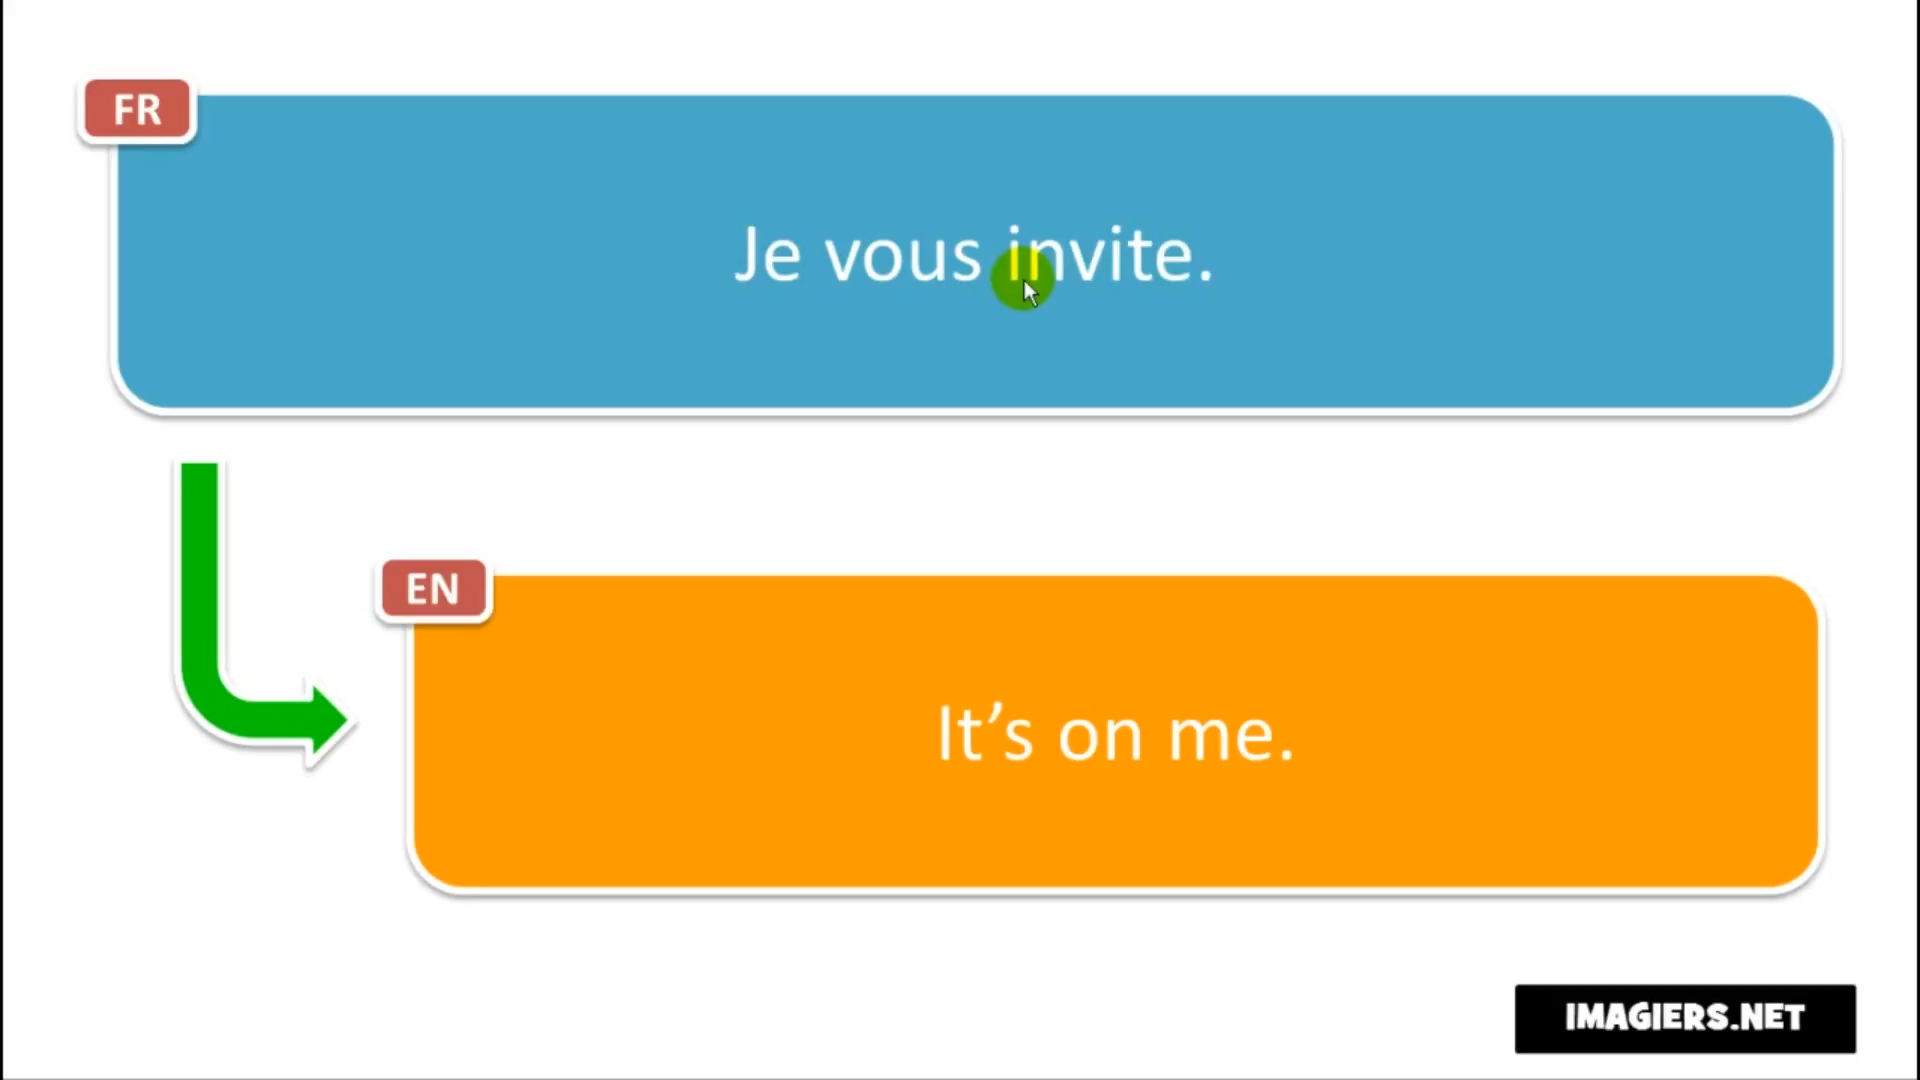 FR
Je vous invite.
EN
It’s on me.
IMAGIERS.NET